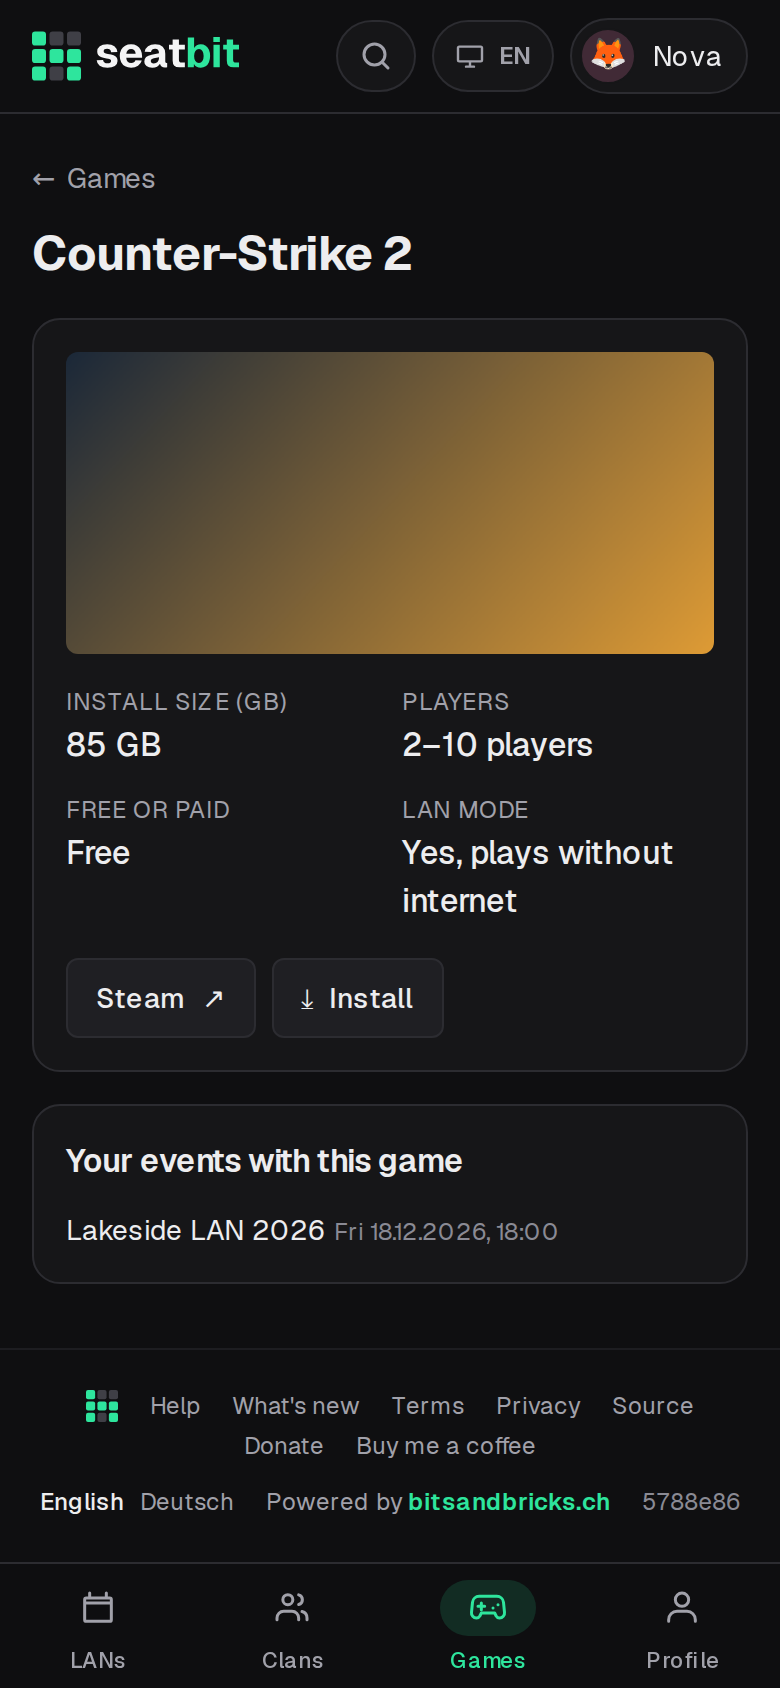 seatbit
EN
Nova
← Games
Counter-Strike 2
INSTALL SIZE (GB)
85 GB
PLAYERS
2–10 players
FREE OR PAID
Free
LAN MODE
Yes, plays without
internet
Steam ↗
↓ Install
Your events with this game
Lakeside LAN 2026 Fri 18.12.2026, 18:00
Help What's new Terms Privacy Source
Donate Buy me a coffee
English Deutsch Powered by bitsandbricks.ch 5788e86
LANs Clans Games Profile